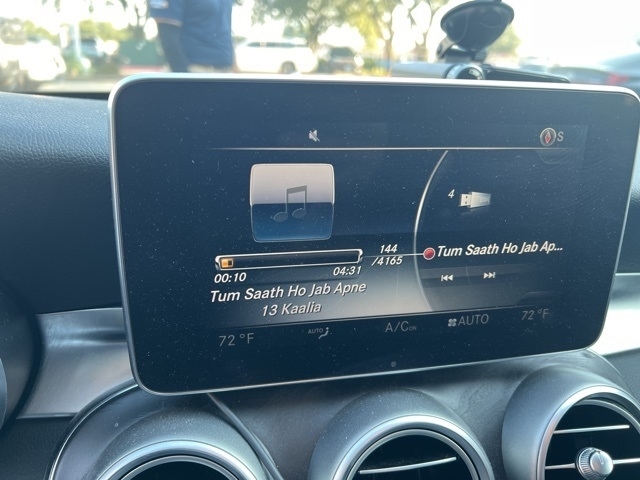 S
4
144
/4165
Tum Saath Ho Jab Ap...
00:10
04:31
Tum Saath Ho Jab Apne
13 Kaalia
72 °F
AUTO
A/C ON
AUTO
72 °F